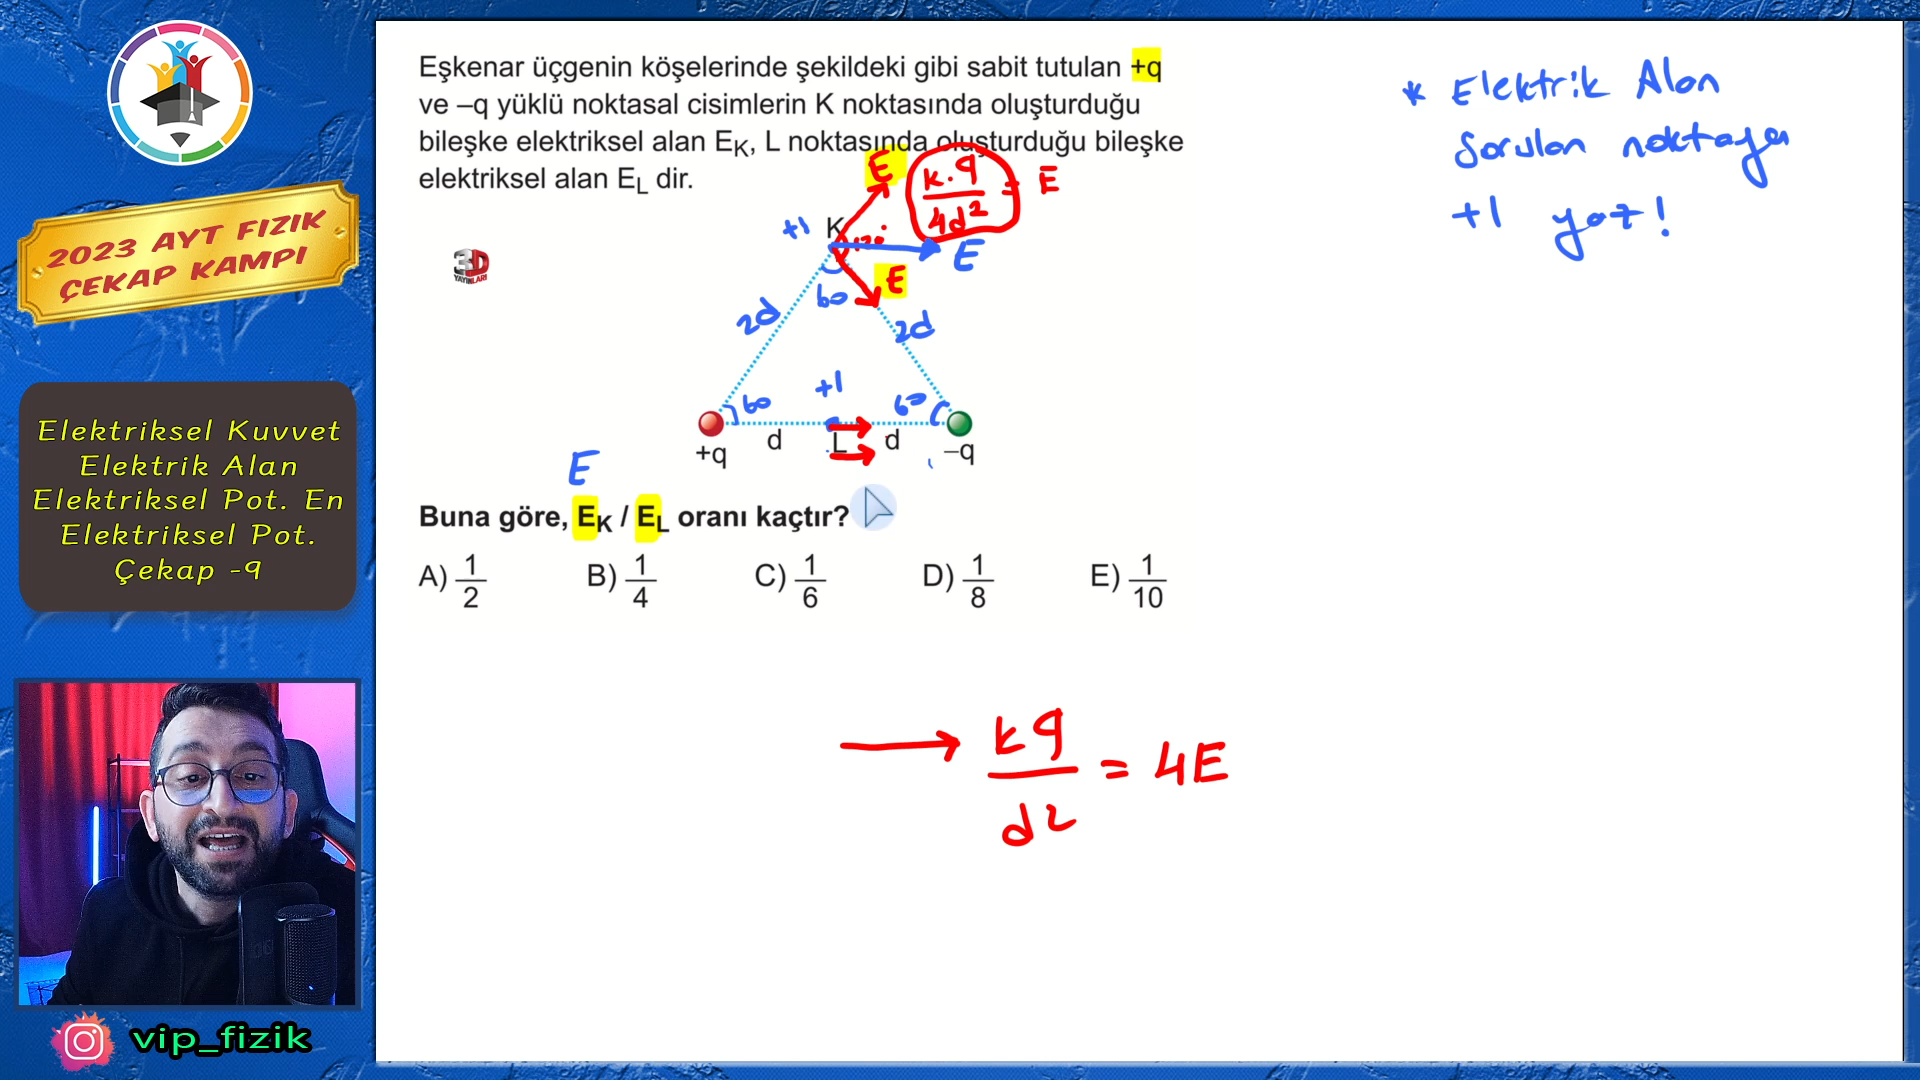 2023 AYT FIZIK
ÇEKAP KAMPI
Elektriksel Kuvvet
Elektrik Alan
Elektriksel Pot. En
Elektriksel Pot.
Çekap -9
vip_fizik
Eşkenar üçgenin köşelerinde şekildeki gibi sabit tutulan +q
ve –q yüklü noktasal cisimlerin K noktasında oluşturduğu
bileşke elektriksel alan EK, L noktasında oluşturduğu bileşke
elektriksel alan EL dir.
3D
YAYINLARI
E
k.q
4d2
= E
+1
K
120°
E
60
E
2d
2d
+1
60
60
d
L
d
+q
–q
E
Buna göre, EK / EL oranı kaçtır?
A) 1/2 B) 1/4 C) 1/6 D) 1/8 E) 1/10
kq
= 4E
d2
* Elektrik Alan
Sorulan noktaya
+1 yaz!